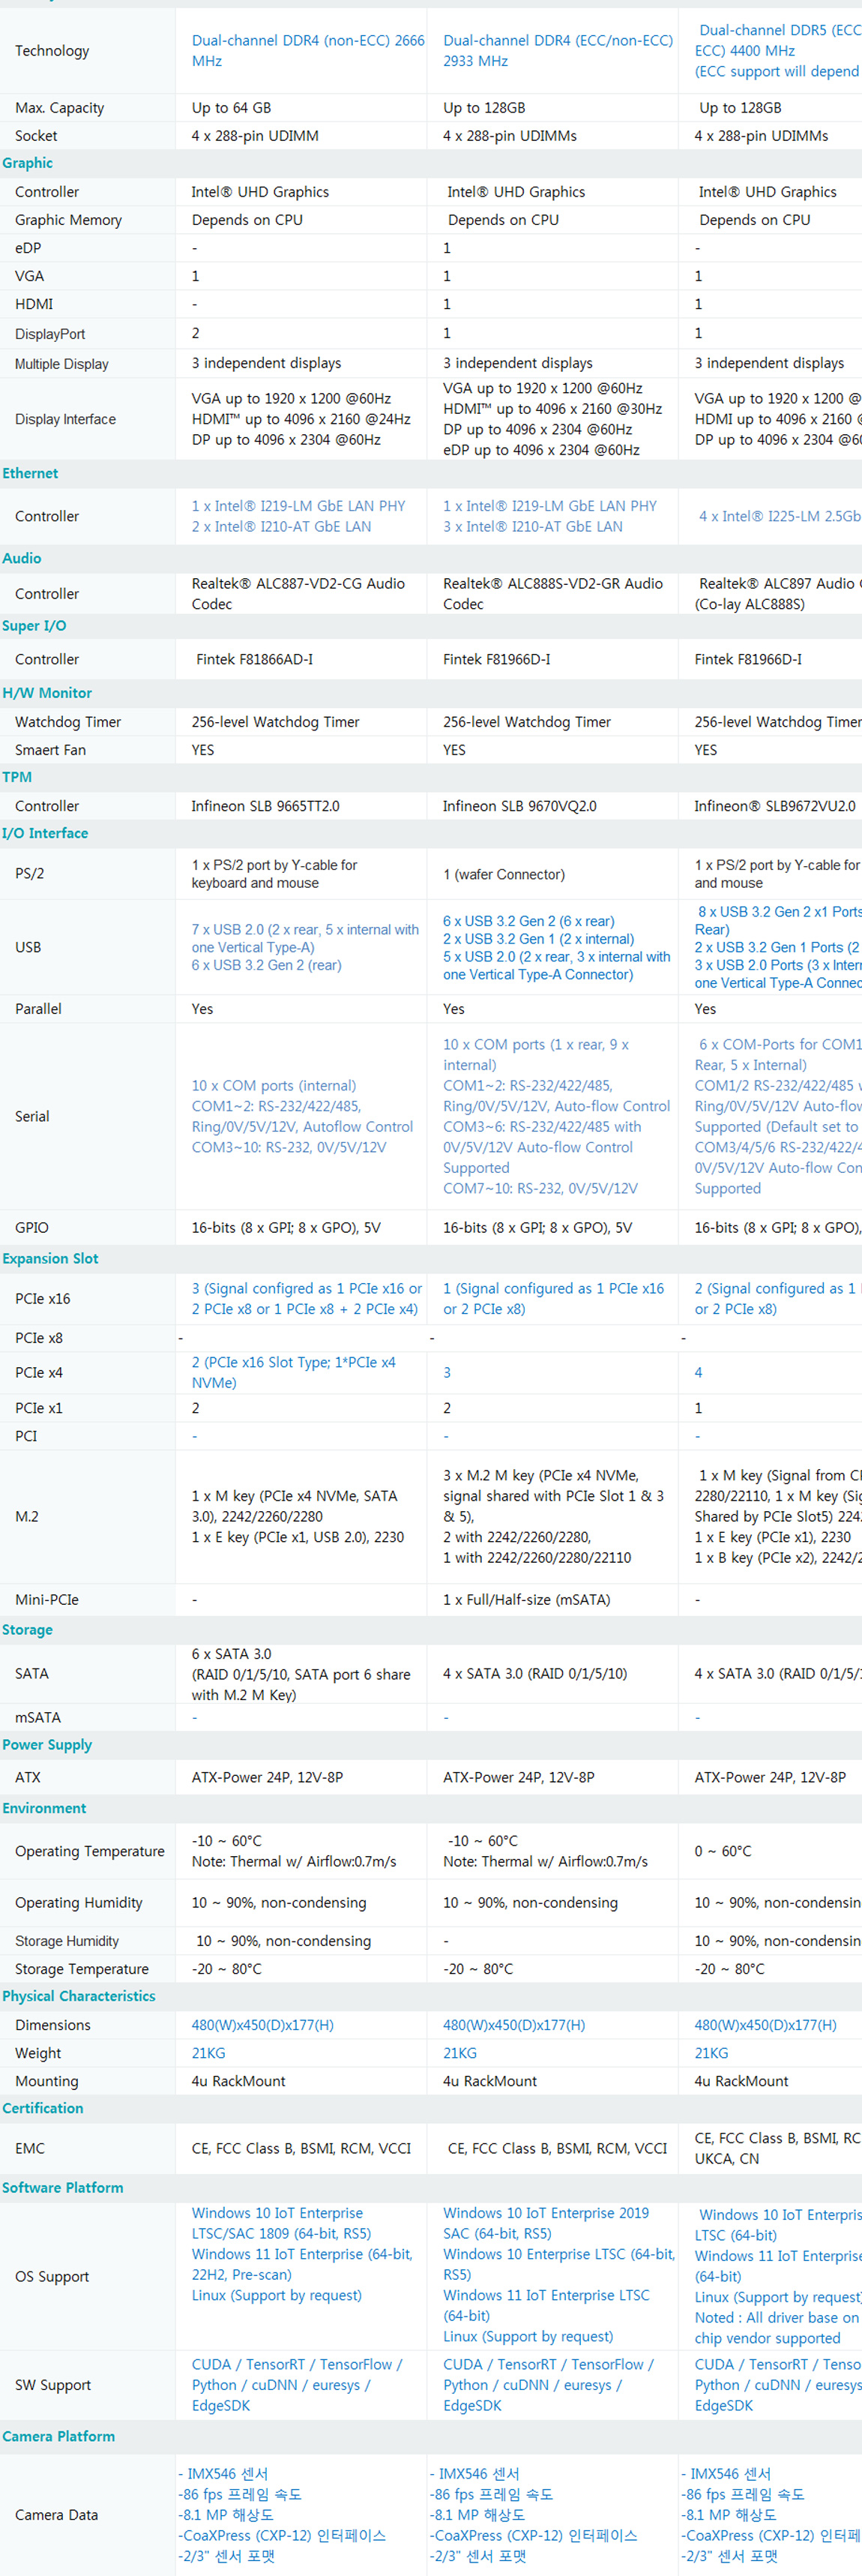 Technology
Dual-channel DDR4 (non-ECC) 2666
MHz
Dual-channel DDR4 (ECC/non-ECC)
2933 MHz
Dual-channel DDR5 (ECC
ECC) 4400 MHz
(ECC support will depend
Max. Capacity
Up to 64 GB
Up to 128GB
Up to 128GB
Socket
4 x 288-pin UDIMM
4 x 288-pin UDIMMs
4 x 288-pin UDIMMs
Graphic
Controller
Intel® UHD Graphics
Intel® UHD Graphics
Intel® UHD Graphics
Graphic Memory
Depends on CPU
Depends on CPU
Depends on CPU
eDP
-
1
-
VGA
1
1
1
HDMI
-
1
1
DisplayPort
2
1
1
Multiple Display
3 independent displays
3 independent displays
3 independent displays
Display Interface
VGA up to 1920 x 1200 @60Hz
HDMI™ up to 4096 x 2160 @24Hz
DP up to 4096 x 2304 @60Hz
VGA up to 1920 x 1200 @60Hz
HDMI™ up to 4096 x 2160 @30Hz
DP up to 4096 x 2304 @60Hz
eDP up to 4096 x 2304 @60Hz
VGA up to 1920 x 1200 @
HDMI up to 4096 x 2160
DP up to 4096 x 2304 @60
Ethernet
Controller
1 x Intel® I219-LM GbE LAN PHY
2 x Intel® I210-AT GbE LAN
1 x Intel® I219-LM GbE LAN PHY
3 x Intel® I210-AT GbE LAN
4 x Intel® I225-LM 2.5Gb
Audio
Controller
Realtek® ALC887-VD2-CG Audio
Codec
Realtek® ALC888S-VD2-GR Audio
Codec
Realtek® ALC897 Audio
(Co-lay ALC888S)
Super I/O
Controller
Fintek F81866AD-I
Fintek F81966D-I
Fintek F81966D-I
H/W Monitor
Watchdog Timer
256-level Watchdog Timer
256-level Watchdog Timer
256-level Watchdog Timer
Smaert Fan
YES
YES
YES
TPM
Controller
Infineon SLB 9665TT2.0
Infineon SLB 9670VQ2.0
Infineon® SLB9672VU2.0
I/O Interface
PS/2
1 x PS/2 port by Y-cable for
keyboard and mouse
1 (wafer Connector)
1 x PS/2 port by Y-cable for
and mouse
USB
7 x USB 2.0 (2 x rear, 5 x internal with
one Vertical Type-A)
6 x USB 3.2 Gen 2 (rear)
6 x USB 3.2 Gen 2 (6 x rear)
2 x USB 3.2 Gen 1 (2 x internal)
5 x USB 2.0 (2 x rear, 3 x internal with
one Vertical Type-A Connector)
8 x USB 3.2 Gen 2 x1 Ports
Rear)
2 x USB 3.2 Gen 1 Ports (2
3 x USB 2.0 Ports (3 x Inter
one Vertical Type-A Connec
Parallel
Yes
Yes
Yes
Serial
10 x COM ports (internal)
COM1~2: RS-232/422/485,
Ring/0V/5V/12V, Autoflow Control
COM3~10: RS-232, 0V/5V/12V
10 x COM ports (1 x rear, 9 x
internal)
COM1~2: RS-232/422/485,
Ring/0V/5V/12V, Auto-flow Control
COM3~6: RS-232/422/485 with
0V/5V/12V Auto-flow Control
Supported
COM7~10: RS-232, 0V/5V/12V
6 x COM-Ports for COM1
Rear, 5 x Internal)
COM1/2 RS-232/422/485 w
Ring/0V/5V/12V Auto-flow
Supported (Default set to
COM3/4/5/6 RS-232/422/4
0V/5V/12V Auto-flow Con
Supported
GPIO
16-bits (8 x GPI; 8 x GPO), 5V
16-bits (8 x GPI; 8 x GPO), 5V
16-bits (8 x GPI; 8 x GPO),
Expansion Slot
PCIe x16
3 (Signal configred as 1 PCIe x16 or
2 PCIe x8 or 1 PCIe x8 + 2 PCIe x4)
1 (Signal configured as 1 PCIe x16
or 2 PCIe x8)
2 (Signal configured as 1
or 2 PCIe x8)
PCIe x8
-
-
-
PCIe x4
2 (PCIe x16 Slot Type; 1*PCIe x4
NVMe)
3
4
PCIe x1
2
2
1
PCI
-
-
-
M.2
1 x M key (PCIe x4 NVMe, SATA
3.0), 2242/2260/2280
1 x E key (PCIe x1, USB 2.0), 2230
3 x M.2 M key (PCIe x4 NVMe,
signal shared with PCIe Slot 1 & 3
& 5),
2 with 2242/2260/2280,
1 with 2242/2260/2280/22110
1 x M key (Signal from CP
2280/22110, 1 x M key (Sig
Shared by PCIe Slot5) 2242
1 x E key (PCIe x1), 2230
1 x B key (PCIe x2), 2242/2
Mini-PCIe
-
1 x Full/Half-size (mSATA)
-
Storage
SATA
6 x SATA 3.0
(RAID 0/1/5/10, SATA port 6 share
with M.2 M Key)
4 x SATA 3.0 (RAID 0/1/5/10)
4 x SATA 3.0 (RAID 0/1/5/
mSATA
-
-
-
Power Supply
ATX
ATX-Power 24P, 12V-8P
ATX-Power 24P, 12V-8P
ATX-Power 24P, 12V-8P
Environment
Operating Temperature
-10 ~ 60°C
Note: Thermal w/ Airflow:0.7m/s
-10 ~ 60°C
Note: Thermal w/ Airflow:0.7m/s
0 ~ 60°C
Operating Humidity
10 ~ 90%, non-condensing
10 ~ 90%, non-condensing
10 ~ 90%, non-condensin
Storage Humidity
10 ~ 90%, non-condensing
-
10 ~ 90%, non-condensin
Storage Temperature
-20 ~ 80°C
-20 ~ 80°C
-20 ~ 80°C
Physical Characteristics
Dimensions
480(W)x450(D)x177(H)
480(W)x450(D)x177(H)
480(W)x450(D)x177(H)
Weight
21KG
21KG
21KG
Mounting
4u RackMount
4u RackMount
4u RackMount
Certification
EMC
CE, FCC Class B, BSMI, RCM, VCCI
CE, FCC Class B, BSMI, RCM, VCCI
CE, FCC Class B, BSMI, RC
UKCA, CN
Software Platform
OS Support
Windows 10 IoT Enterprise
LTSC/SAC 1809 (64-bit, RS5)
Windows 11 IoT Enterprise (64-bit,
22H2, Pre-scan)
Linux (Support by request)
Windows 10 IoT Enterprise 2019
SAC (64-bit, RS5)
Windows 10 Enterprise LTSC (64-bit,
RS5)
Windows 11 IoT Enterprise LTSC
(64-bit)
Linux (Support by request)
Windows 10 IoT Enterpris
LTSC (64-bit)
Windows 11 IoT Enterprise
(64-bit)
Linux (Support by request)
Noted : All driver base on
chip vendor supported
SW Support
CUDA / TensorRT / TensorFlow /
Python / cuDNN / euresys /
EdgeSDK
CUDA / TensorRT / TensorFlow /
Python / cuDNN / euresys /
EdgeSDK
CUDA / TensorRT / Tenso
Python / cuDNN / euresys
EdgeSDK
Camera Platform
Camera Data
- IMX546 센서
-86 fps 프레임 속도
-8.1 MP 해상도
-CoaXPress (CXP-12) 인터페이스
-2/3" 센서 포맷
- IMX546 센서
-86 fps 프레임 속도
-8.1 MP 해상도
-CoaXPress (CXP-12) 인터페이스
-2/3" 센서 포맷
- IMX546 센서
-86 fps 프레임 속도
-8.1 MP 해상도
-CoaXPress (CXP-12) 인터페
-2/3" 센서 포맷